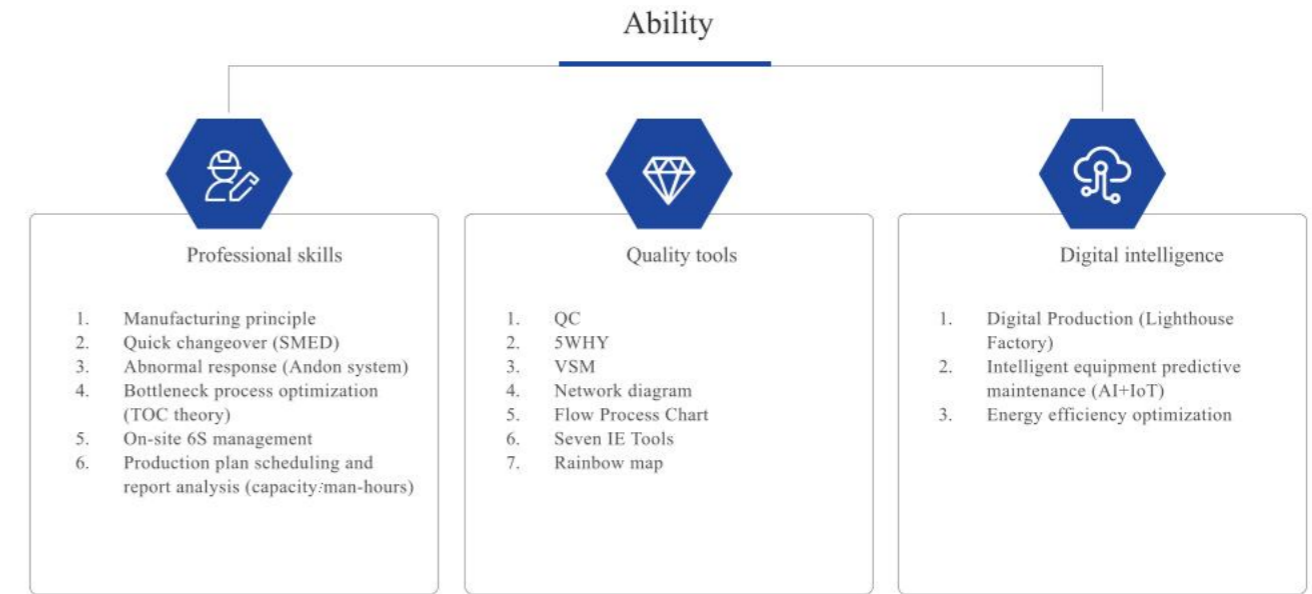 Ability
Professional skills
1. Manufacturing principle
2. Quick changeover (SMED)
3. Abnormal response (Andon system)
4. Bottleneck process optimization
(TOC theory)
5. On-site 6S management
6. Production plan scheduling and
report analysis (capacity/man-hours)
Quality tools
1. QC
2. 5WHY
3. VSM
4. Network diagram
5. Flow Process Chart
6. Seven IE Tools
7. Rainbow map
Digital intelligence
1. Digital Production (Lighthouse
Factory)
2. Intelligent equipment predictive
maintenance (AI+IoT)
3. Energy efficiency optimization